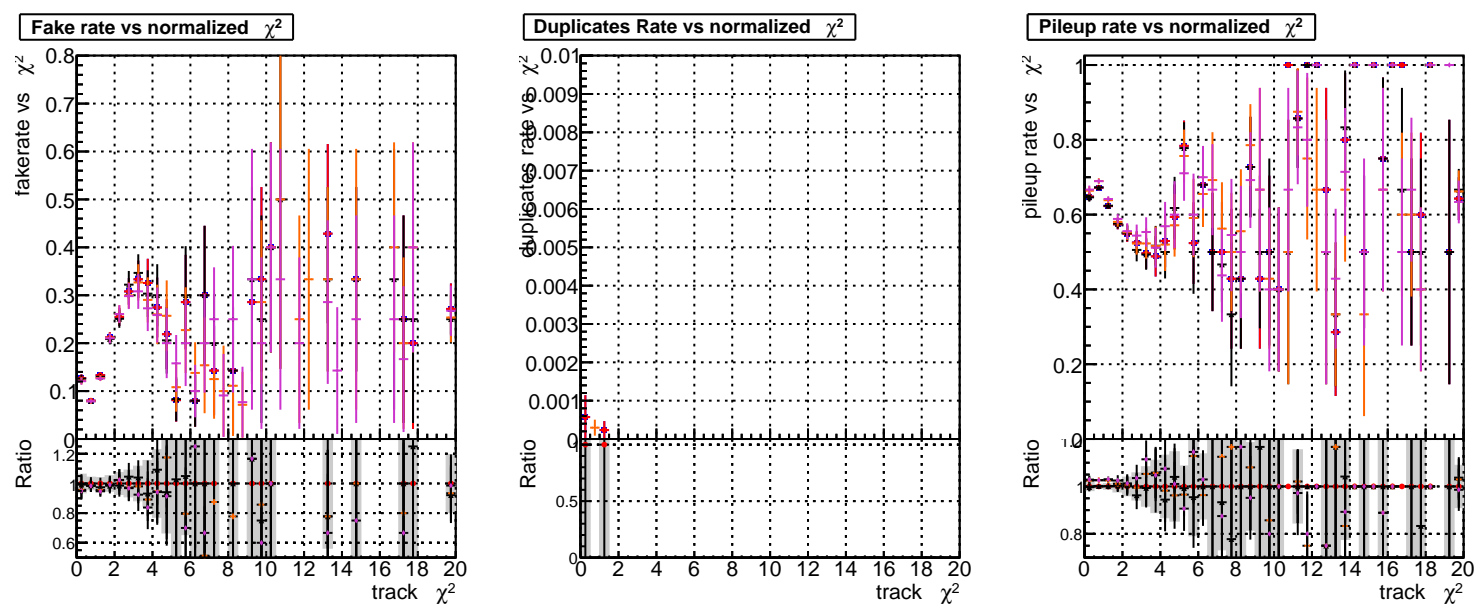 Fake rate vs normalized χ²
fakerate vs χ²
0.8
0.7
0.6
0.5
0.4
0.3
0.2
0.1
0
Ratio
1.2
1
0.8
0.6
0 2 4 6 8 10 12 14 16 18 20
track χ²
Duplicates Rate vs normalized χ²
duplicates rate vs χ²
0.01
0.009
0.008
0.007
0.006
0.005
0.004
0.003
0.002
0.001
0
Ratio
0.5
0
0 2 4 6 8 10 12 14 16 18 20
track χ²
Pileup rate vs normalized χ²
pileup rate vs χ²
1
0.8
0.6
0.4
0.2
0
Ratio
1
0.8
0 2 4 6 8 10 12 14 16 18 20
track χ²